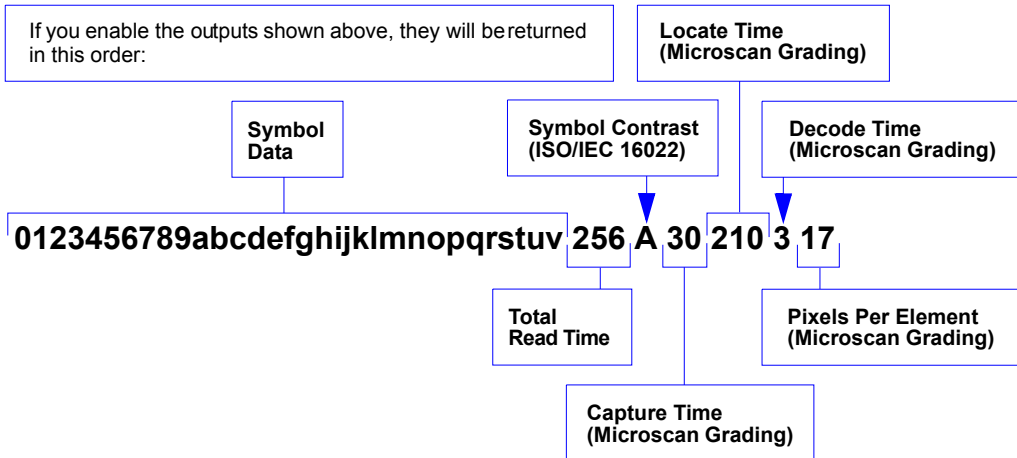 If you enable the outputs shown above, they will be returned
in this order:
Locate Time
(Microscan Grading)
Symbol
Data
Symbol Contrast
(ISO/IEC 16022)
Decode Time
(Microscan Grading)
0123456789abcdefghijklmnopqrstuv 256 A 30 210 3 17
Total
Read Time
Pixels Per Element
(Microscan Grading)
Capture Time
(Microscan Grading)